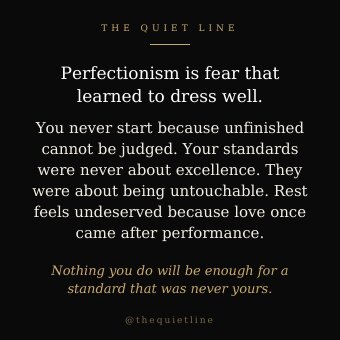 THE QUIET LINE
Perfectionism is fear that
learned to dress well.
You never start because unfinished
cannot be judged. Your standards
were never about excellence. They
were about being untouchable. Rest
feels undeserved because love once
came after performance.
Nothing you do will be enough for a
standard that was never yours.
@thequietline